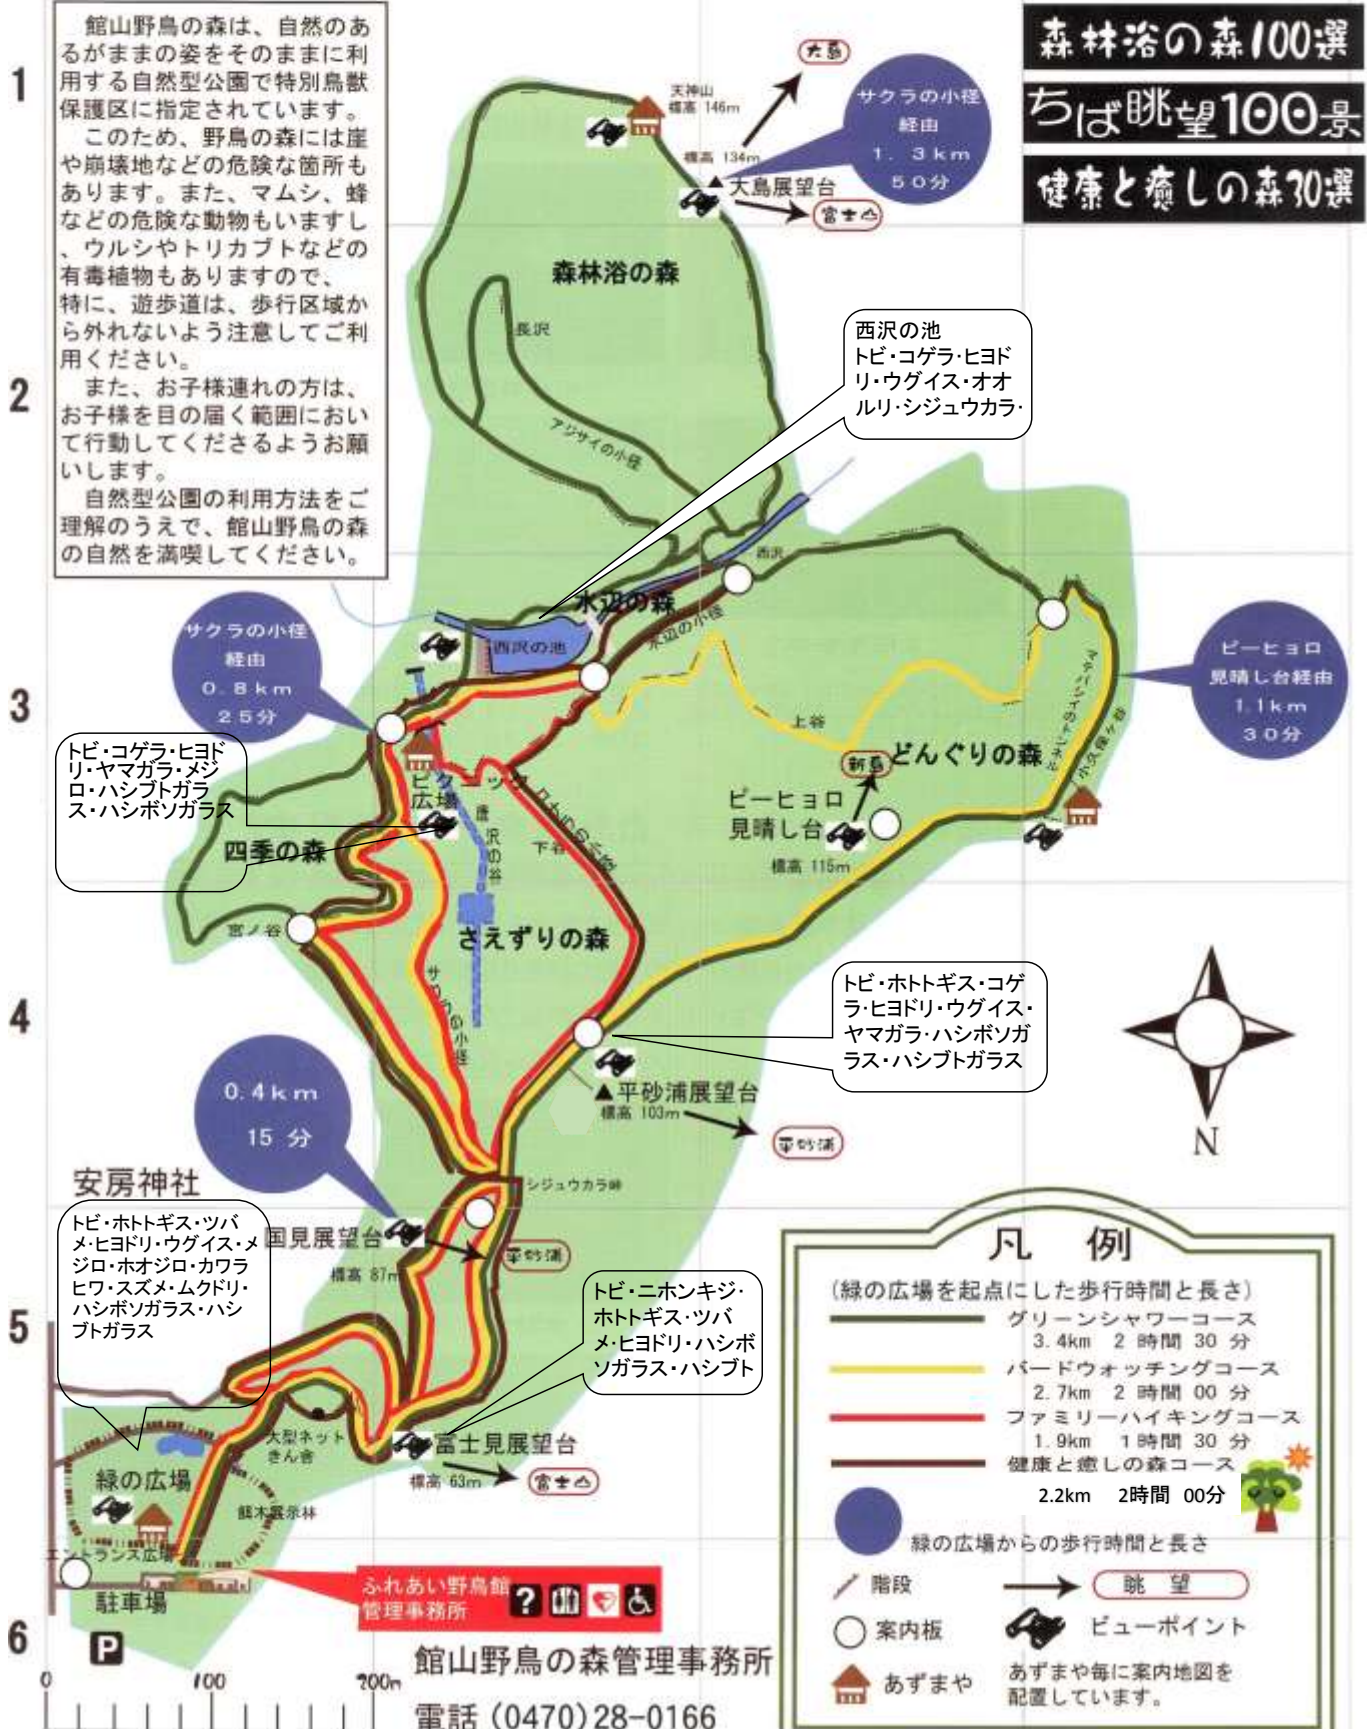 館山野鳥の森は、自然のあ
るがままの姿をそのままに利
用する自然型公園で特別鳥獣
保護区に指定されています。
このため、野鳥の森には崖
や崩壊地などの危険な箇所も
あります。また、マムシ、蜂
などの危険な動物もいますし
、ウルシやトリカブトなどの
有毒植物もありますので、
特に、遊歩道は、歩行区域か
ら外れないよう注意してご利
用ください。
また、お子様連れの方は、
お子様を目の届く範囲におい
て行動してくださるようお願
いします。
自然型公園の利用方法をご
理解のうえで、館山野鳥の森
の自然を満喫してください。
森林浴の森100選
ちば眺望100景
健康と癒しの森30選
1
2
3
4
5
6
大島
天神山
標高 146m
サクラの小径
経由
1.3km
50分
標高 134m
大島展望台
富士山
森林浴の森
長沢
アジサイの小径
西沢の池
トビ・コゲラ・ヒヨド
リ・ウグイス・オオ
ルリ・シジュウカラ・
西沢
水辺の森
水辺の小径
西沢の池
サクラの小径
経由
0.8km
25分
ピーヒョロ
見晴し台経由
1.1km
30分
マテバシイのトンネル
小久保ヶ谷
上谷
どんぐりの森
新島
ピーヒョロ
見晴し台
標高 115m
トビ・コゲラ・ヒヨド
リ・ヤマガラ・メジ
ロ・ハシブトガラ
ス・ハシボソガラス
ピクニック
広場
唐沢の谷
下谷
四季の森
宮ノ谷
さえずりの森
サクラの小径
トビ・ホトトギス・コゲ
ラ・ヒヨドリ・ウグイス・
ヤマガラ・ハシボソガ
ラス・ハシブトガラス
▲平砂浦展望台
標高 103m
平砂浦
N
0.4km
15 分
安房神社
シジュウカラ峠
トビ・ホトトギス・ツバ
メ・ヒヨドリ・ウグイス・メ
ジロ・ホオジロ・カワラ
ヒワ・スズメ・ムクドリ・
ハシボソガラス・ハシ
ブトガラス
国見展望台
標高 87m
平砂浦
トビ・ニホンキジ・
ホトトギス・ツバ
メ・ヒヨドリ・ハシボ
ソガラス・ハシブト
大型ネット
きん舎
富士見展望台
標高 63m
富士山
緑の広場
餌木展示林
エントランス広場
駐車場
P
ふれあい野鳥館
管理事務所
?
館山野鳥の森管理事務所
電話 (0470)28-0166
0
100
200m
凡 例
(緑の広場を起点にした歩行時間と長さ)
グリーンシャワーコース
3.4km 2 時間 30 分
バードウォッチングコース
2.7km 2 時間 00 分
ファミリーハイキングコース
1.9km 1 時間 30 分
健康と癒しの森コース
2.2km 2時間 00分
緑の広場からの歩行時間と長さ
階段
眺 望
案内板
ビューポイント
あずまや
あずまや毎に案内地図を
配置しています。